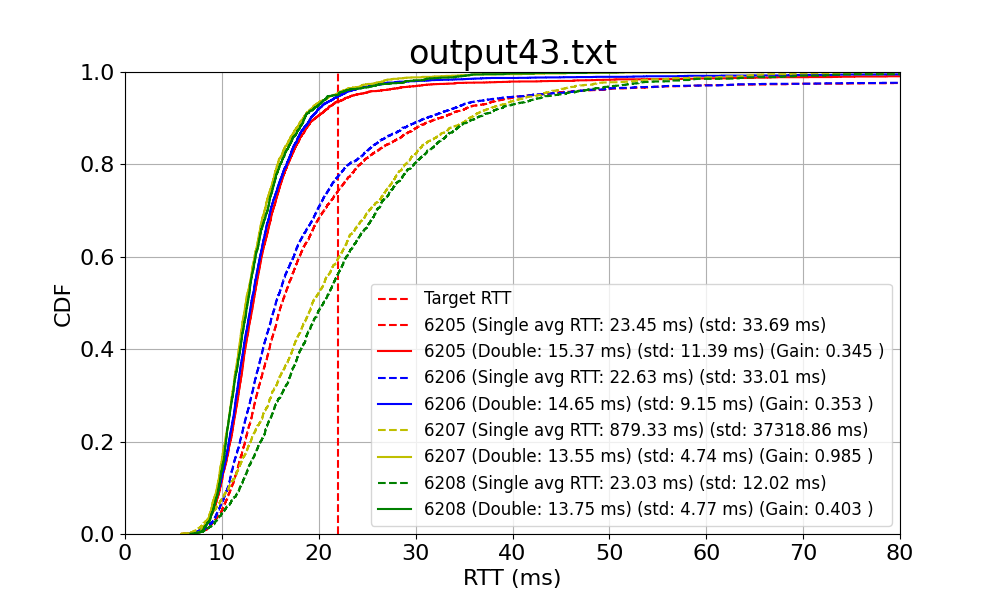 output43.txt
1.0
0.8
0.6
0.4
0.2
0.0
CDF
Target RTT
6205 (Single avg RTT: 23.45 ms) (std: 33.69 ms)
6205 (Double: 15.37 ms) (std: 11.39 ms) (Gain: 0.345 )
6206 (Single avg RTT: 22.63 ms) (std: 33.01 ms)
6206 (Double: 14.65 ms) (std: 9.15 ms) (Gain: 0.353 )
6207 (Single avg RTT: 879.33 ms) (std: 37318.86 ms)
6207 (Double: 13.55 ms) (std: 4.74 ms) (Gain: 0.985 )
6208 (Single avg RTT: 23.03 ms) (std: 12.02 ms)
6208 (Double: 13.75 ms) (std: 4.77 ms) (Gain: 0.403 )
0 10 20 30 40 50 60 70 80
RTT (ms)